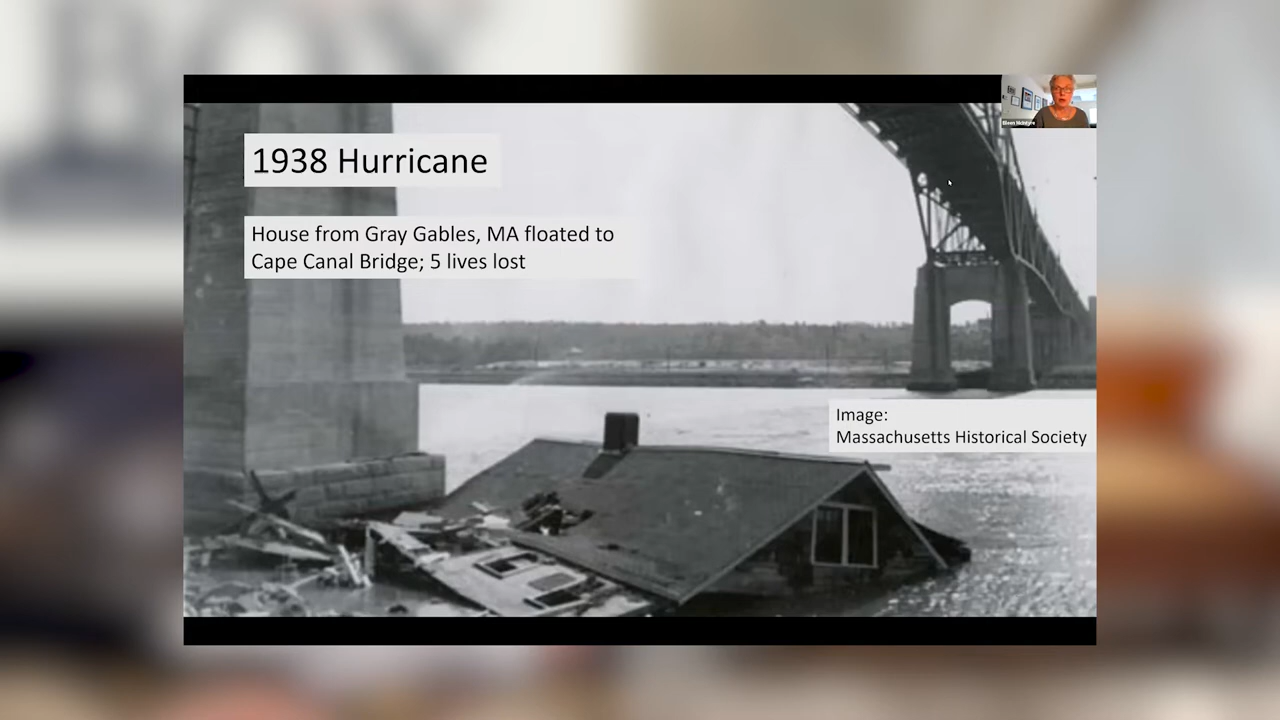 1938 Hurricane
House from Gray Gables, MA floated to
Cape Canal Bridge; 5 lives lost
Image:
Massachusetts Historical Society